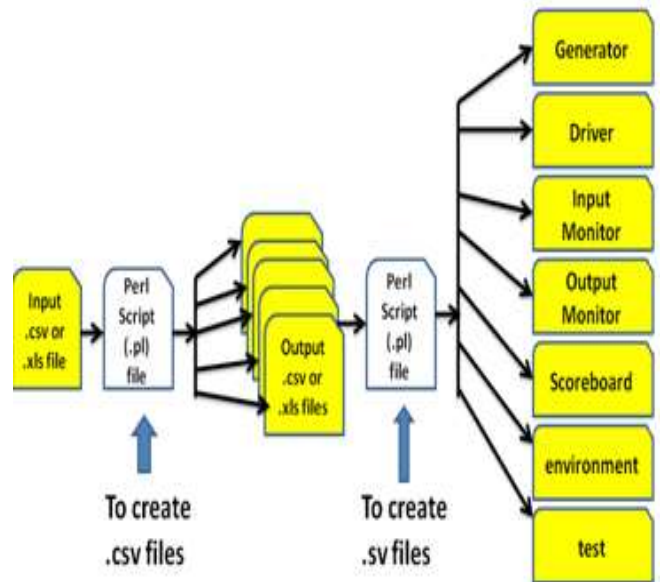 Input
.csv or
.xls file
Perl
Script
(.pl)
file
To create
.csv files
Output
.csv or
.xls files
Perl
Script
(.pl)
file
To create
.sv files
Generator
Driver
Input
Monitor
Output
Monitor
Scoreboard
environment
test